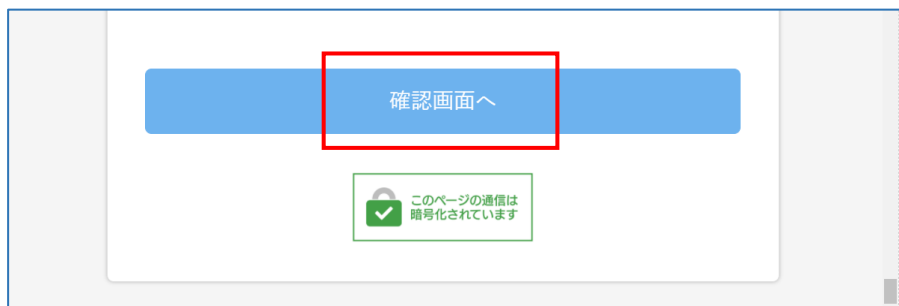 確認画面へ
このページの通信は
暗号化されています